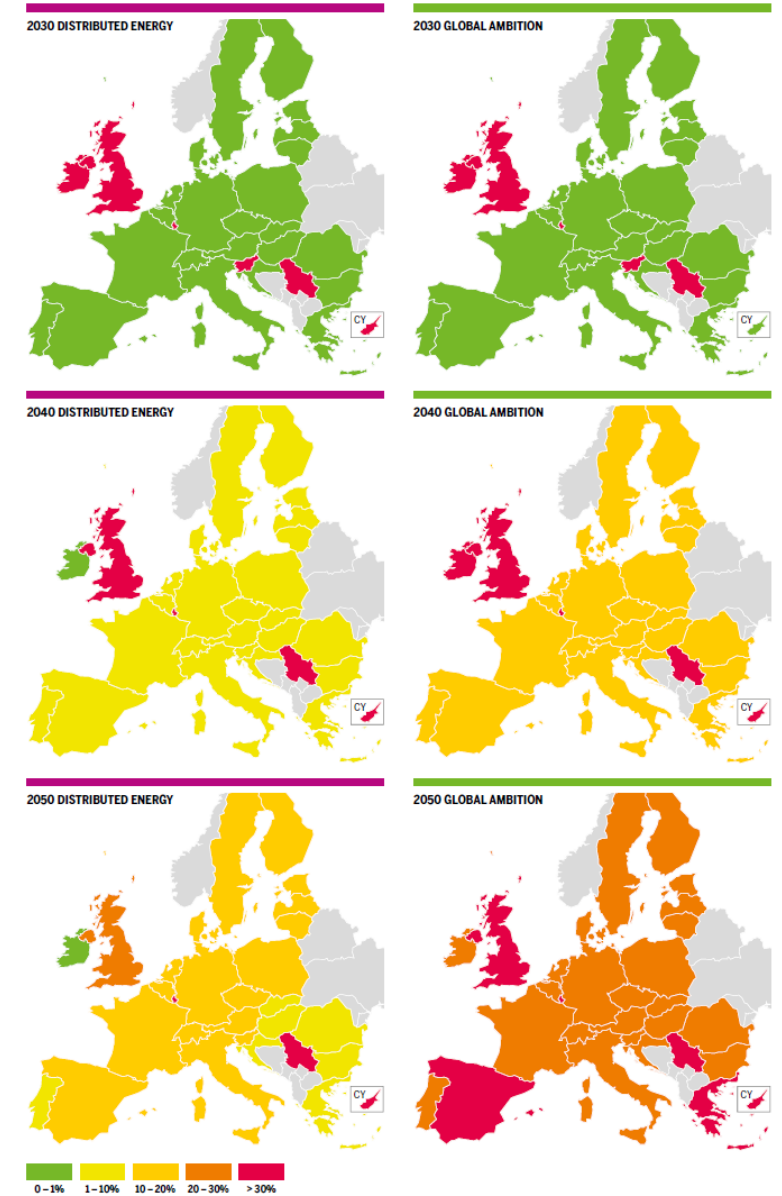 2030 DISTRIBUTED ENERGY
2030 GLOBAL AMBITION
CY
CY
2040 DISTRIBUTED ENERGY
2040 GLOBAL AMBITION
CY
CY
2050 DISTRIBUTED ENERGY
2050 GLOBAL AMBITION
CY
CY
0 – 1% 1 – 10% 10 – 20% 20 – 30% > 30%